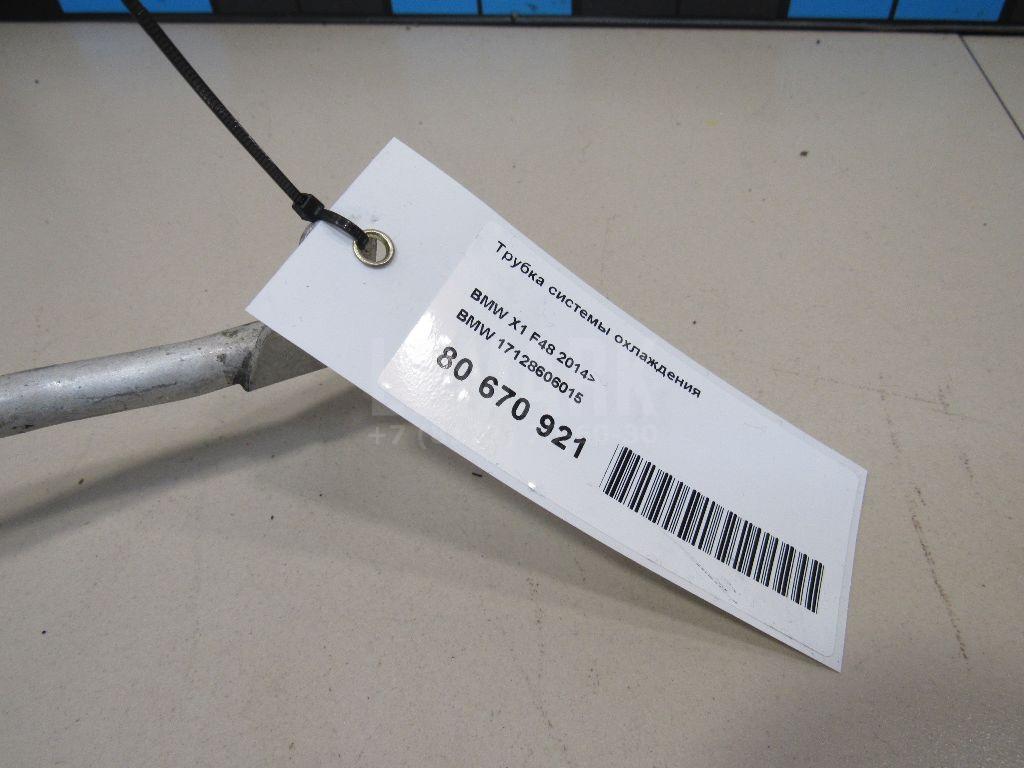 Трубка системы охлаждения
BMW X1 F48 2014>
BMW 17128606015
80 670 921